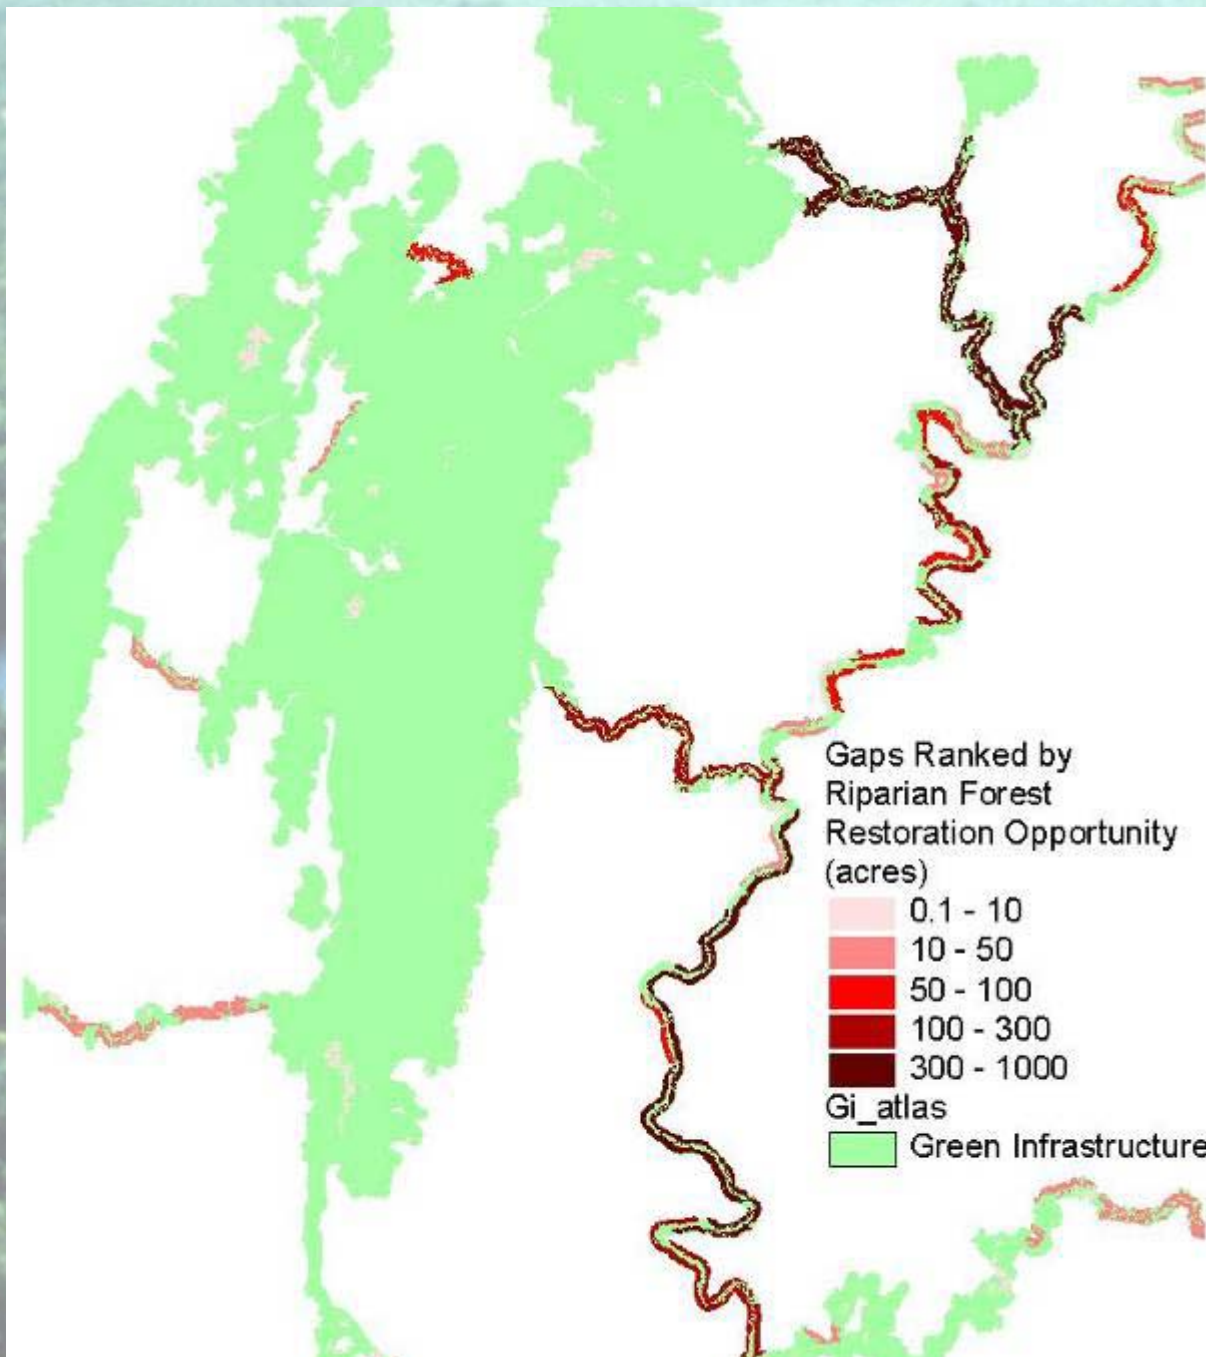 Gaps Ranked by
Riparian Forest
Restoration Opportunity
(acres)
0.1 - 10
10 - 50
50 - 100
100 - 300
300 - 1000
Gi_atlas
Green Infrastructure